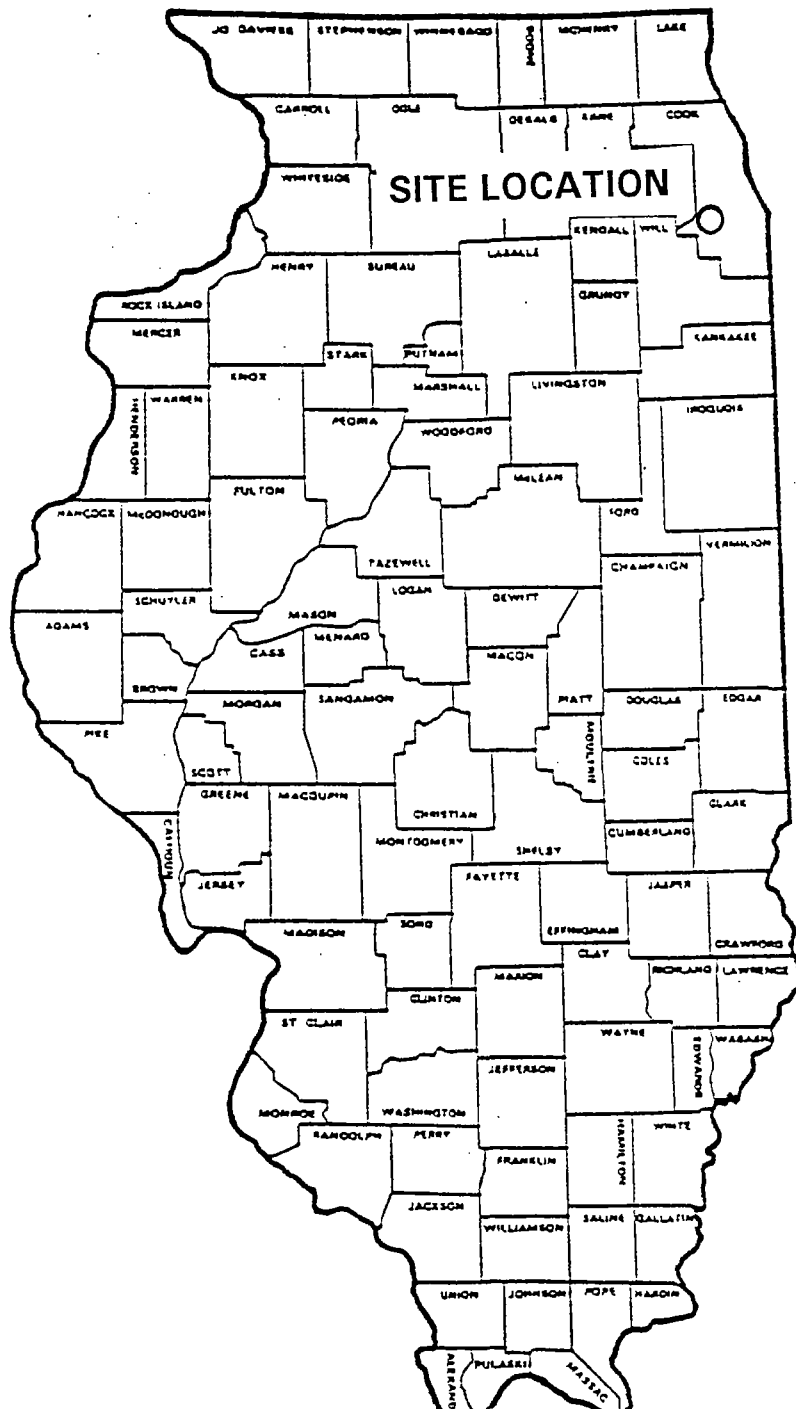 JO DAVIESS STEPHENSON WINNEBAGO BOONE MCHENRY LAKE
CARROLL OGLE DEKALB KANE COOK
WHITESIDE
SITE LOCATION
KENDALL WILL
HENRY BUREAU LASALLE
ROCK ISLAND GRUNDY
MERCER STARK PUTNAM KANKAKEE
KNOX MARSHALL LIVINGSTON
HENDERSON WARREN PEORIA WOODFORD IROQUOIS
FULTON McLEAN
HANCOCK McDONOUGH FORD
TAZEWELL CHAMPAIGN VERMILION
SCHUYLER LOGAN DEWITT
ADAMS MASON
CASS MENARD MACON
BROWN MORGAN SANGAMON PIATT DOUGLAS EDGAR
PIKE MOULTRIE
SCOTT COLES
GREENE MACOUPIN CLARK
CALHOUN CHRISTIAN CUMBERLAND
MONTGOMERY SHELBY
JERSEY FAYETTE JASPER
MADISON BOND EFFINGHAM CRAWFORD
CLAY
CLINTON MARION RICHLAND LAWRENCE
ST CLAIR WAYNE EDWARDS WABASH
JEFFERSON
MONROE WASHINGTON
RANDOLPH PERRY HAMILTON WHITE
FRANKLIN
JACKSON
WILLIAMSON SALINE GALLATIN
UNION JOHNSON POPE HARDIN
PULASKI MASSAC